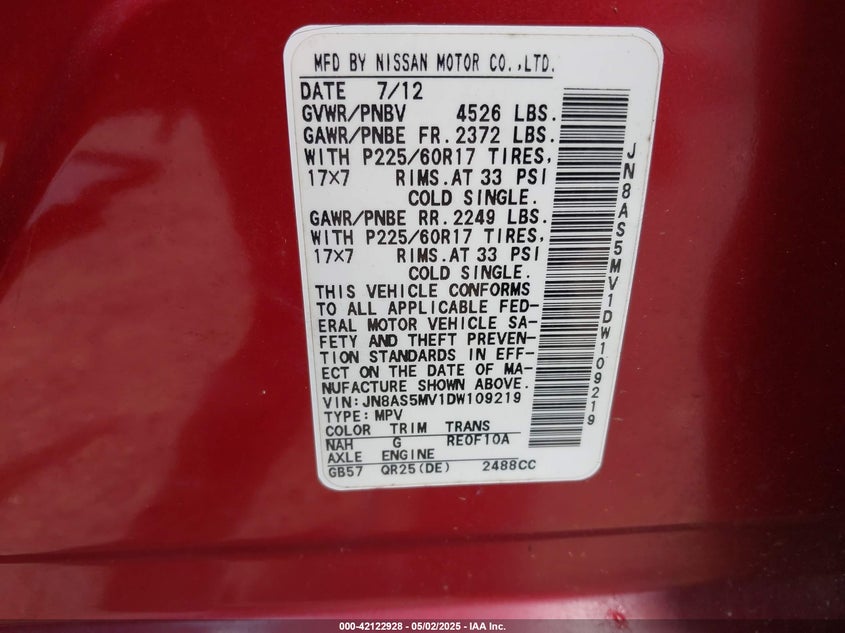 MFD BY NISSAN MOTOR CO.,LTD.
DATE 7/12
GVWR/PNBV 4526 LBS.
GAWR/PNBE FR. 2372 LBS.
WITH P225/60R17 TIRES,
17×7 RIMS. AT 33 PSI
COLD SINGLE.
GAWR/PNBE RR. 2249 LBS.
WITH P225/60R17 TIRES,
17×7 RIMS. AT 33 PSI
COLD SINGLE.
THIS VEHICLE CONFORMS
TO ALL APPLICABLE FED-
ERAL MOTOR VEHICLE SA-
FETY AND THEFT PREVEN-
TION STANDARDS IN EFF-
ECT ON THE DATE OF MA-
NUFACTURE SHOWN ABOVE.
VIN:JN8AS5MV1DW109219
TYPE:MPV
COLOR TRIM TRANS
NAH G RE0F10A
AXLE ENGINE
GB57 QR25(DE) 2488CC
JN8AS5MV1DW109219
000-42122928 - 05/02/2025 - IAA Inc.